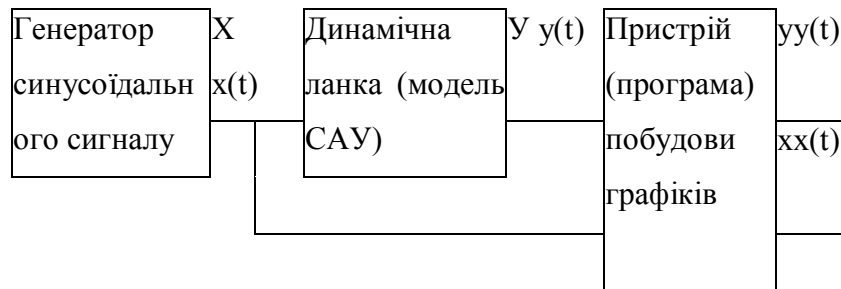 Генератор
синусоїдальн
ого сигналу
X
x(t)
Динамічна
ланка (модель
САУ)
У y(t)
Пристрій
(програма)
побудови
графіків
yy(t)
xx(t)